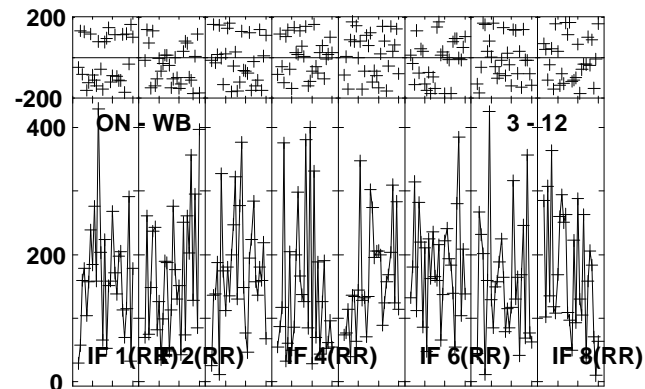 200
-200
ON - WB 3 - 12
400
200
0
IF 1(RR) IF 2(RR) IF 4(RR) IF 6(RR) IF 8(RR)